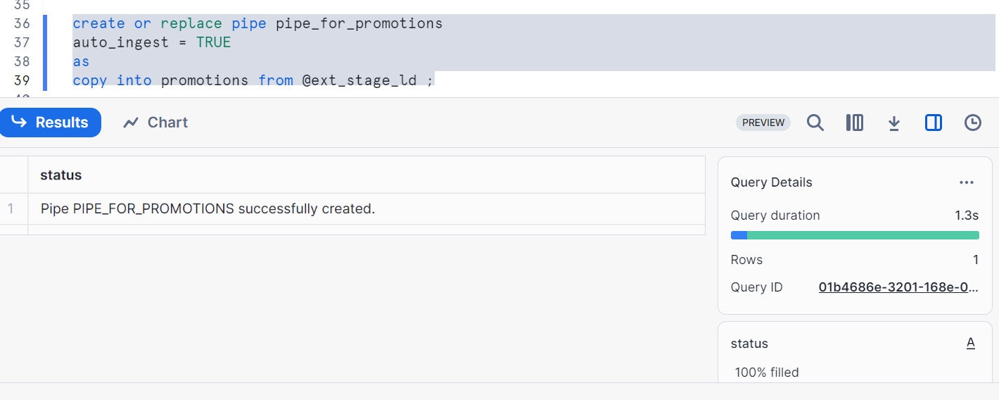 35
36 create or replace pipe pipe_for_promotions
37 auto_ingest = TRUE
38 as
39 copy into promotions from @ext_stage_ld ;
40
Results Chart PREVIEW
status
1 Pipe PIPE_FOR_PROMOTIONS successfully created.
Query Details ...
Query duration 1.3s
Rows 1
Query ID 01b4686e-3201-168e-0...
status A
100% filled